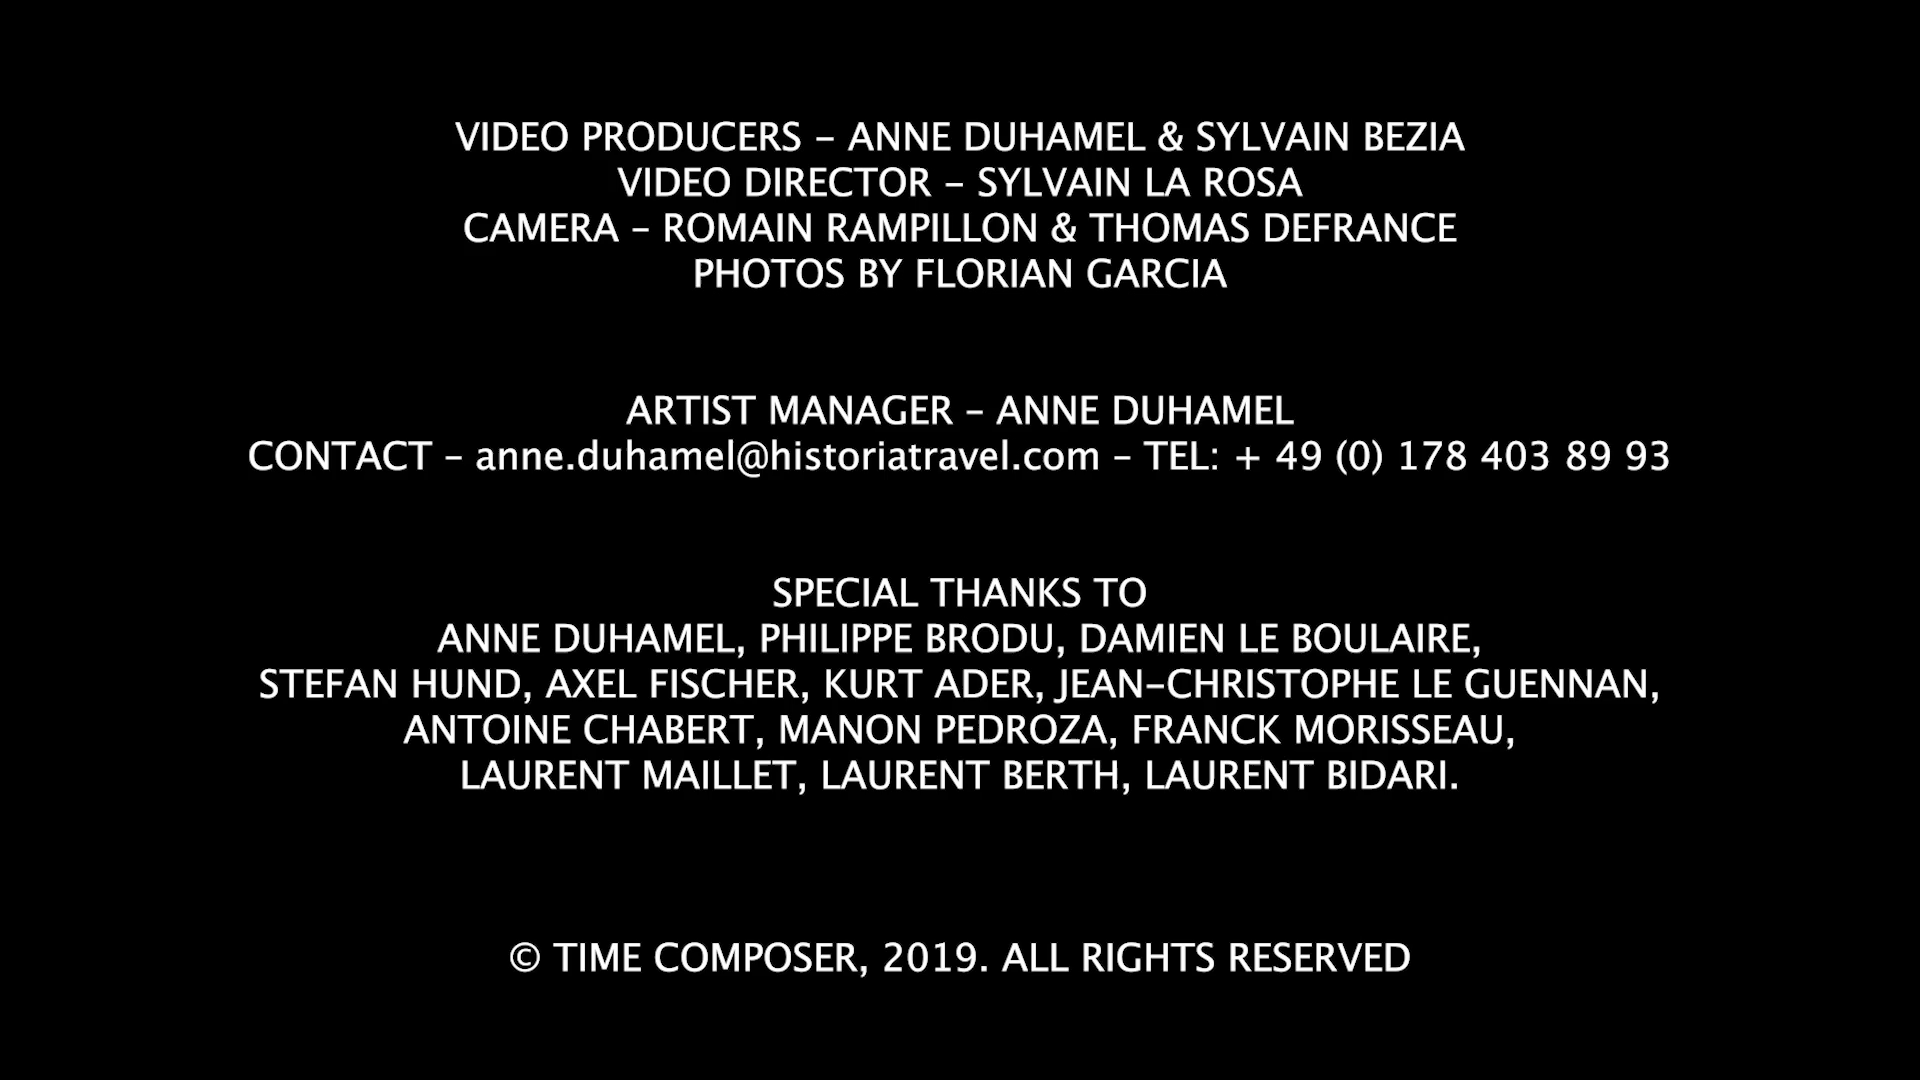 VIDEO PRODUCERS – ANNE DUHAMEL & SYLVAIN BEZIA
VIDEO DIRECTOR – SYLVAIN LA ROSA
CAMERA – ROMAIN RAMPILLON & THOMAS DEFRANCE
PHOTOS BY FLORIAN GARCIA
ARTIST MANAGER – ANNE DUHAMEL
CONTACT – anne.duhamel@historiatravel.com – TEL: + 49 (0) 178 403 89 93
SPECIAL THANKS TO
ANNE DUHAMEL, PHILIPPE BRODU, DAMIEN LE BOULAIRE,
STEFAN HUND, AXEL FISCHER, KURT ADER, JEAN–CHRISTOPHE LE GUENNAN,
ANTOINE CHABERT, MANON PEDROZA, FRANCK MORISSEAU,
LAURENT MAILLET, LAURENT BERTH, LAURENT BIDARI.
© TIME COMPOSER, 2019. ALL RIGHTS RESERVED